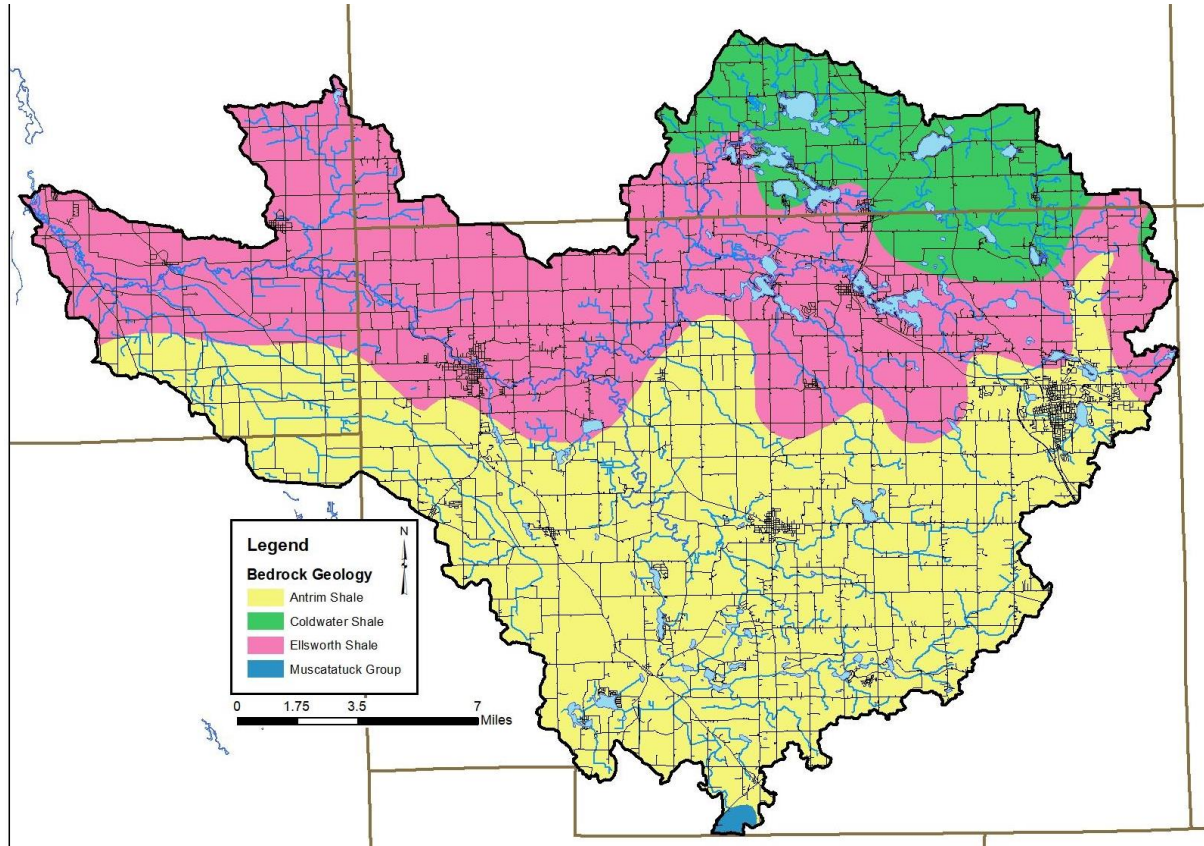 N
Legend
Bedrock Geology
Antrim Shale
Coldwater Shale
Ellsworth Shale
Muscatatuck Group
0 1.75 3.5 7
Miles